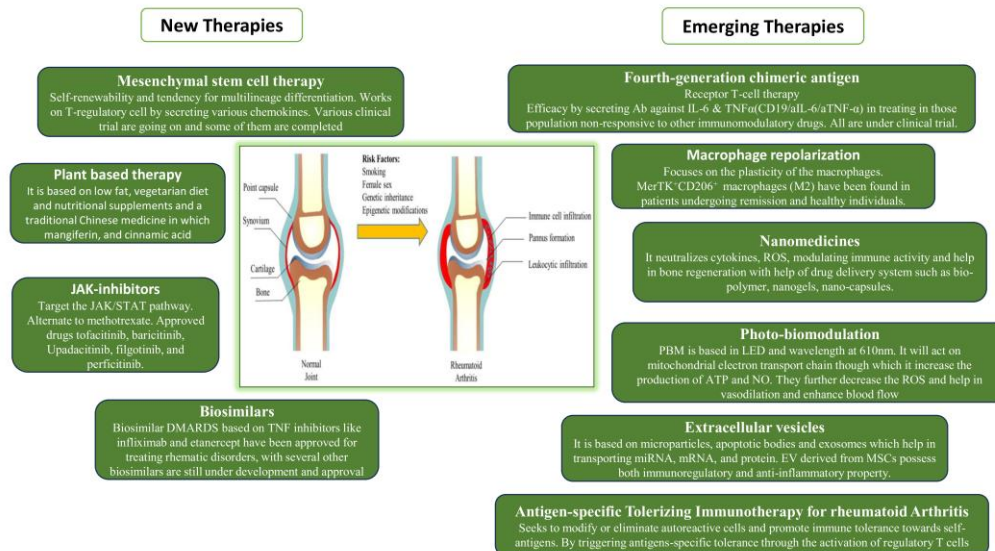 New Therapies
Mesenchymal stem cell therapy
Self-renewability and tendency for multilineage differentiation. Works
on T-regulatory cell by secreting various chemokines. Various clinical
trial are going on and some of them are completed
Plant based therapy
It is based on low fat, vegetarian diet
and nutritional supplements and a
traditional Chinese medicine in which
mangiferin, and cinnamic acid
JAK-inhibitors
Target the JAK/STAT pathway.
Alternate to methotrexate. Approved
drugs tofacitinib, baricitinib,
Upadacitinib, filgotinib, and
perficitinib.
Biosimilars
Biosimilar DMARDS based on TNF inhibitors like
infliximab and etanercept have been approved for
treating rhematic disorders, with several other
biosimilars are still under development and approval
Point capsule
Synovium
Cartilage
Bone
Normal
Joint
Risk Factors:
Smoking
Female sex
Genetic inheritance
Epigenetic modifications
Immune cell infiltration
Pannus formation
Leukocytic infiltration
Rheumatoid
Arthritis
Emerging Therapies
Fourth-generation chimeric antigen
Receptor T-cell therapy
Efficacy by secreting Ab against IL-6 & TNFα(CD19/aIL-6/aTNF-α) in treating in those
population non-responsive to other immunomodulatory drugs. All are under clinical trial.
Macrophage repolarization
Focuses on the plasticity of the macrophages.
MerTK⁺CD206⁺ macrophages (M2) have been found in
patients undergoing remission and healthy individuals.
Nanomedicines
It neutralizes cytokines, ROS, modulating immune activity and help
in bone regeneration with help of drug delivery system such as bio-
polymer, nanogels, nano-capsules.
Photo-biomodulation
PBM is based in LED and wavelength at 610nm. It will act on
mitochondrial electron transport chain though which it increase the
production of ATP and NO. They further decrease the ROS and help in
vasodilation and enhance blood flow
Extracellular vesicles
It is based on microparticles, apoptotic bodies and exosomes which help in
transporting miRNA, mRNA, and protein. EV derived from MSCs possess
both immunoregulatory and anti-inflammatory property.
Antigen-specific Tolerizing Immunotherapy for rheumatoid Arthritis
Seeks to modify or eliminate autoreactive cells and promote immune tolerance towards self-
antigens. By triggering antigens-specific tolerance through the activation of regulatory T cells